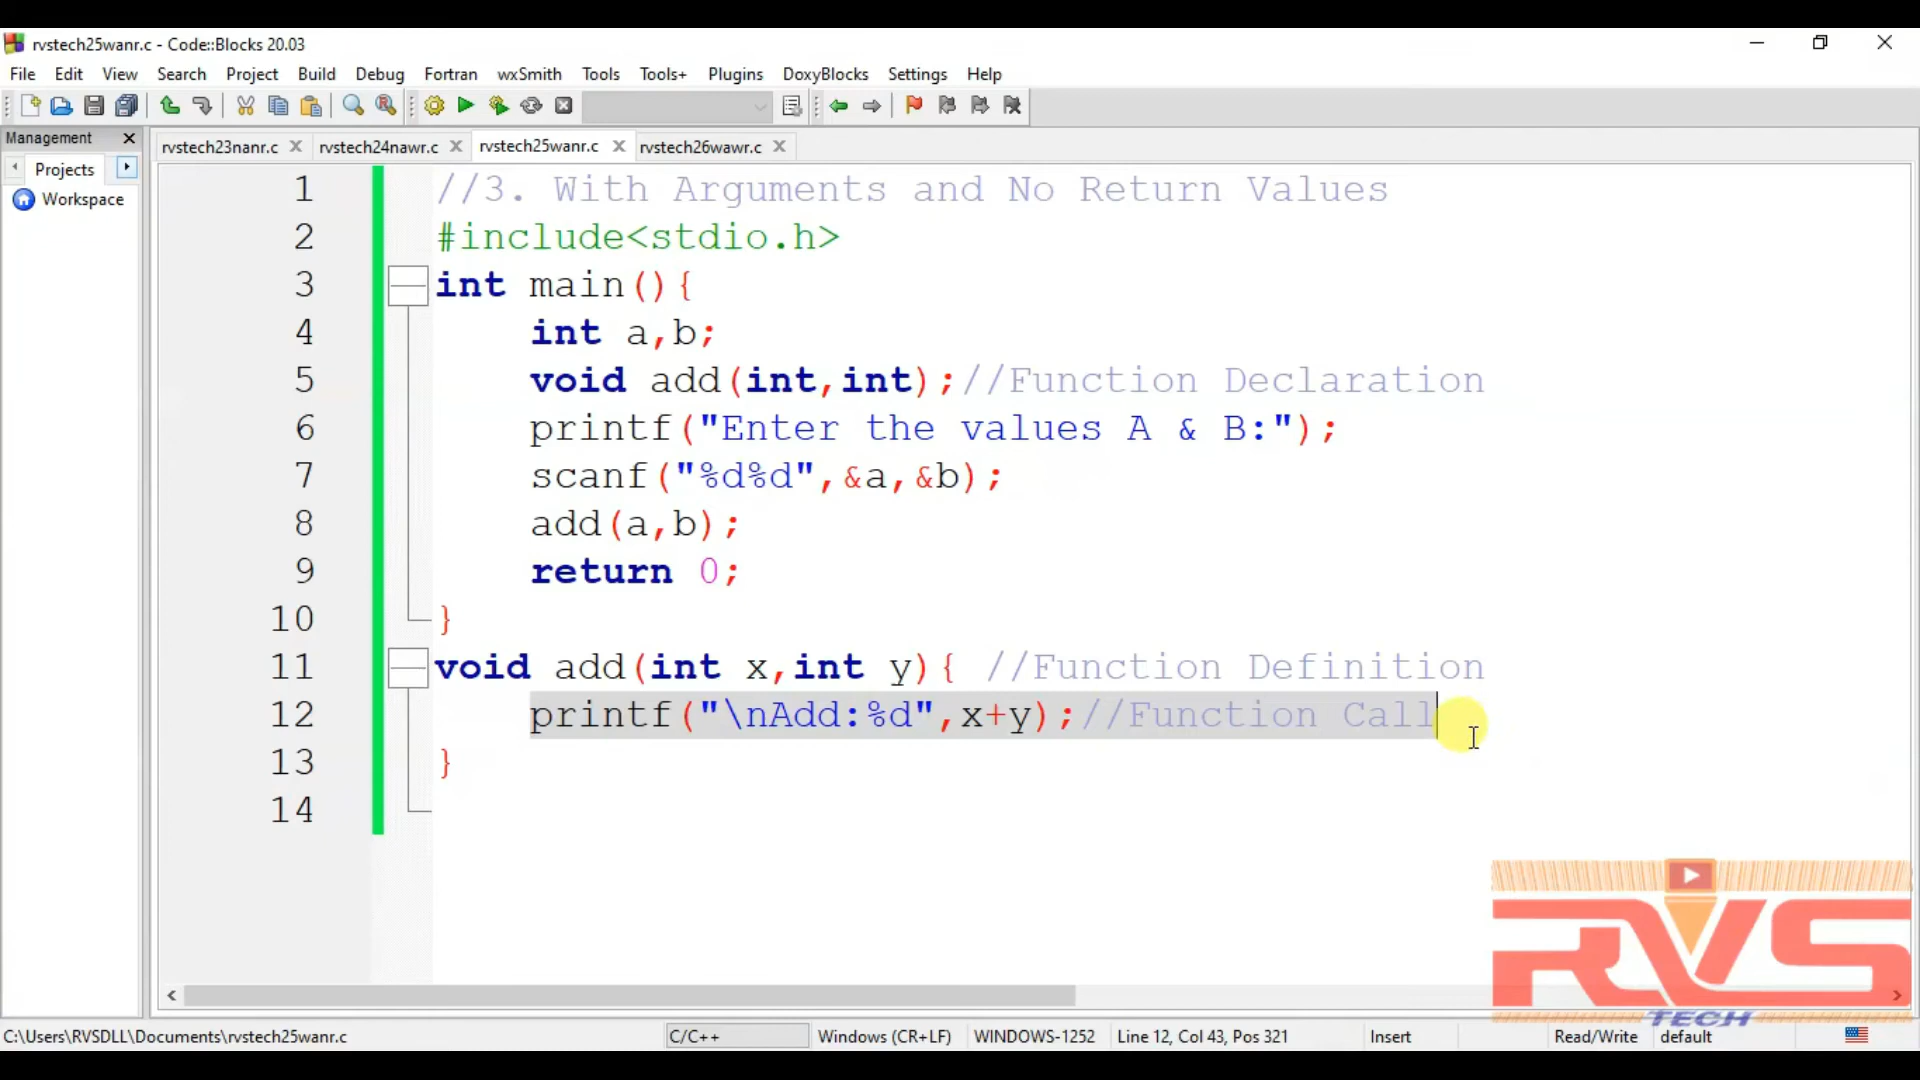 rvstech25wanr.c - Code::Blocks 20.03
File Edit View Search Project Build Debug Fortran wxSmith Tools Tools+ Plugins DoxyBlocks Settings Help
Management
rvstech23nanr.c rvstech24nawr.c rvstech25wanr.c rvstech26wawr.c
Projects
Workspace
1 //3. With Arguments and No Return Values
2 #include<stdio.h>
3 int main(){
4 int a,b;
5 void add(int,int);//Function Declaration
6 printf("Enter the values A & B:");
7 scanf("%d%d",&a,&b);
8 add(a,b);
9 return 0;
10 }
11 void add(int x,int y){ //Function Definition
12 printf("\nAdd:%d",x+y);//Function Call
13 }
14
RVS
TECH
C:\Users\RVSDLL\Documents\rvstech25wanr.c C/C++ Windows (CR+LF) WINDOWS-1252 Line 12, Col 43, Pos 321 Insert Read/Write default